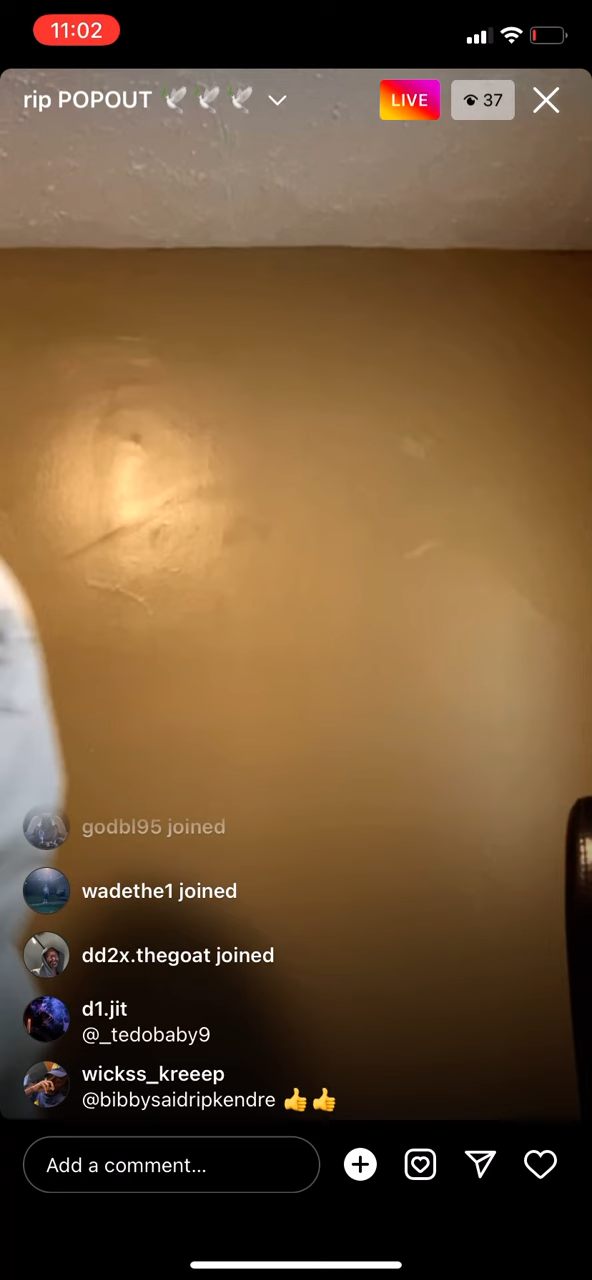 11:02
rip POPOUT 🕊️🕊️🕊️
LIVE
37
godbl95 joined
wadethe1 joined
dd2x.thegoat joined
d1.jit
@_tedobaby9
wickss_kreeep
@bibbysaidripkendre 👍👍
Add a comment...